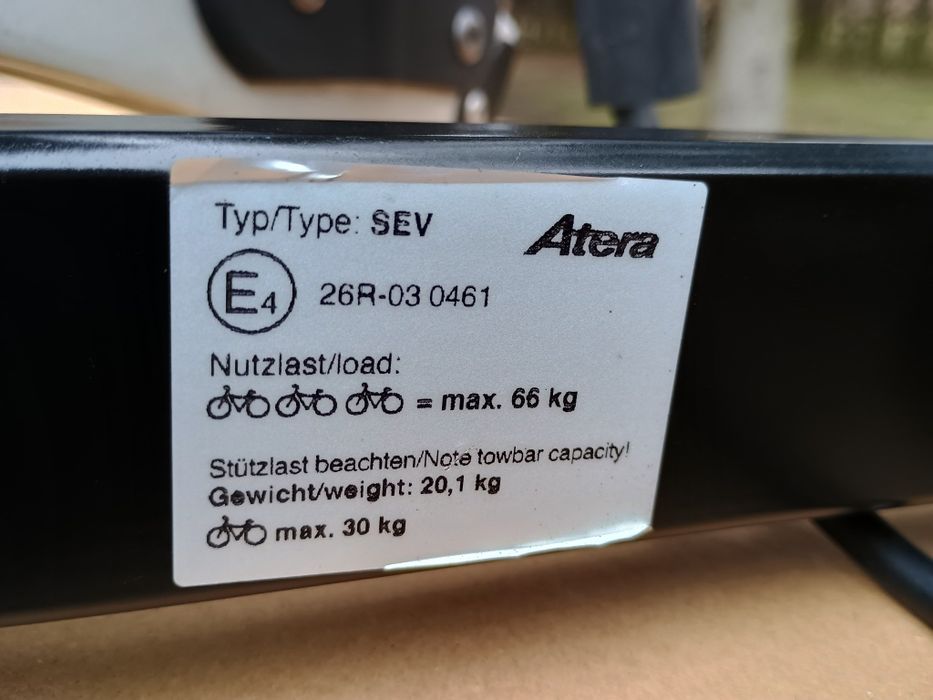 Typ/Type: SEV
Atera
E4 26R-03 0461
Nutzlast/load:
= max. 66 kg
Stützlast beachten/Note towbar capacity!
Gewicht/weight: 20,1 kg
max. 30 kg